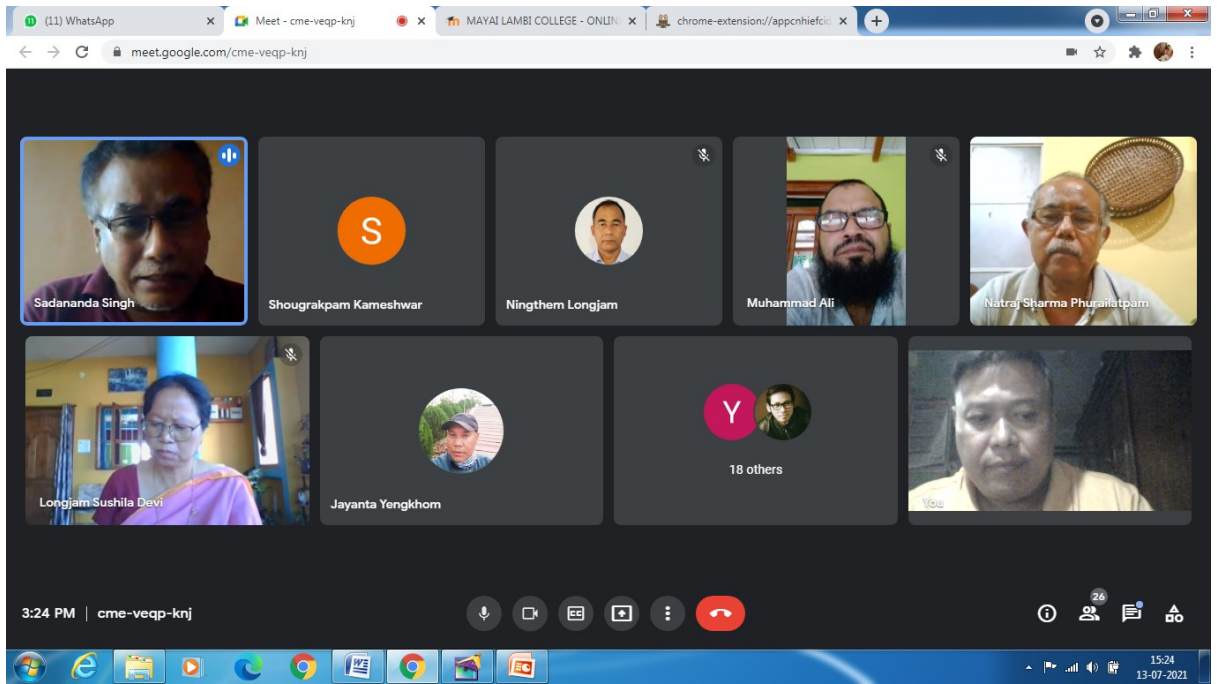 (11) WhatsApp
Meet - cme-veqp-knj
MAYAI LAMBI COLLEGE - ONLIN
chrome-extension://appcnhiefcio
meet.google.com/cme-veqp-knj
Sadananda Singh
S
Shougrakpam Kameshwar
Ningthem Longjam
Muhammad Ali
Natraj Sharma Phurailatpam
Longjam Sushila Devi
Jayanta Yengkhom
Y
18 others
You
3:24 PM | cme-veqp-knj
26
15:24
13-07-2021